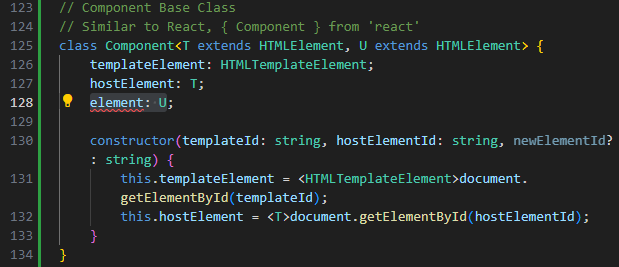 123 // Component Base Class
124 // Similar to React, { Component } from 'react'
125 class Component<T extends HTMLElement, U extends HTMLElement> {
126 templateElement: HTMLTemplateElement;
127 hostElement: T;
128 element: U;
129
130 constructor(templateId: string, hostElementId: string, newElementId?
: string) {
131 this.templateElement = <HTMLTemplateElement>document.
getElementById(templateId);
132 this.hostElement = <T>document.getElementById(hostElementId);
133 }
134 }